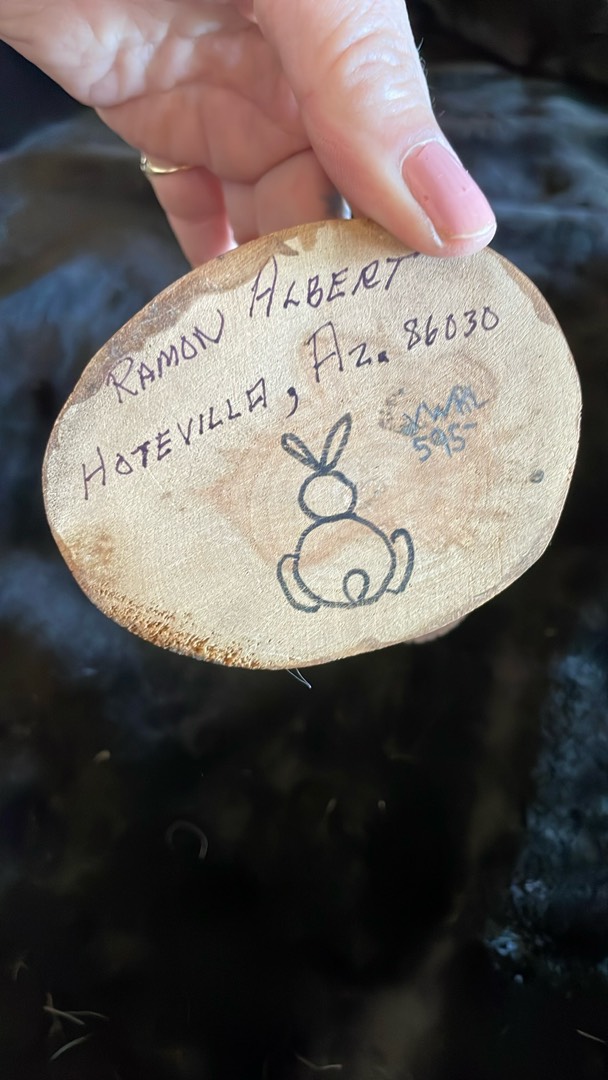 RAMON ALBERT
HOTEVILLA, AZ. 86030
595-